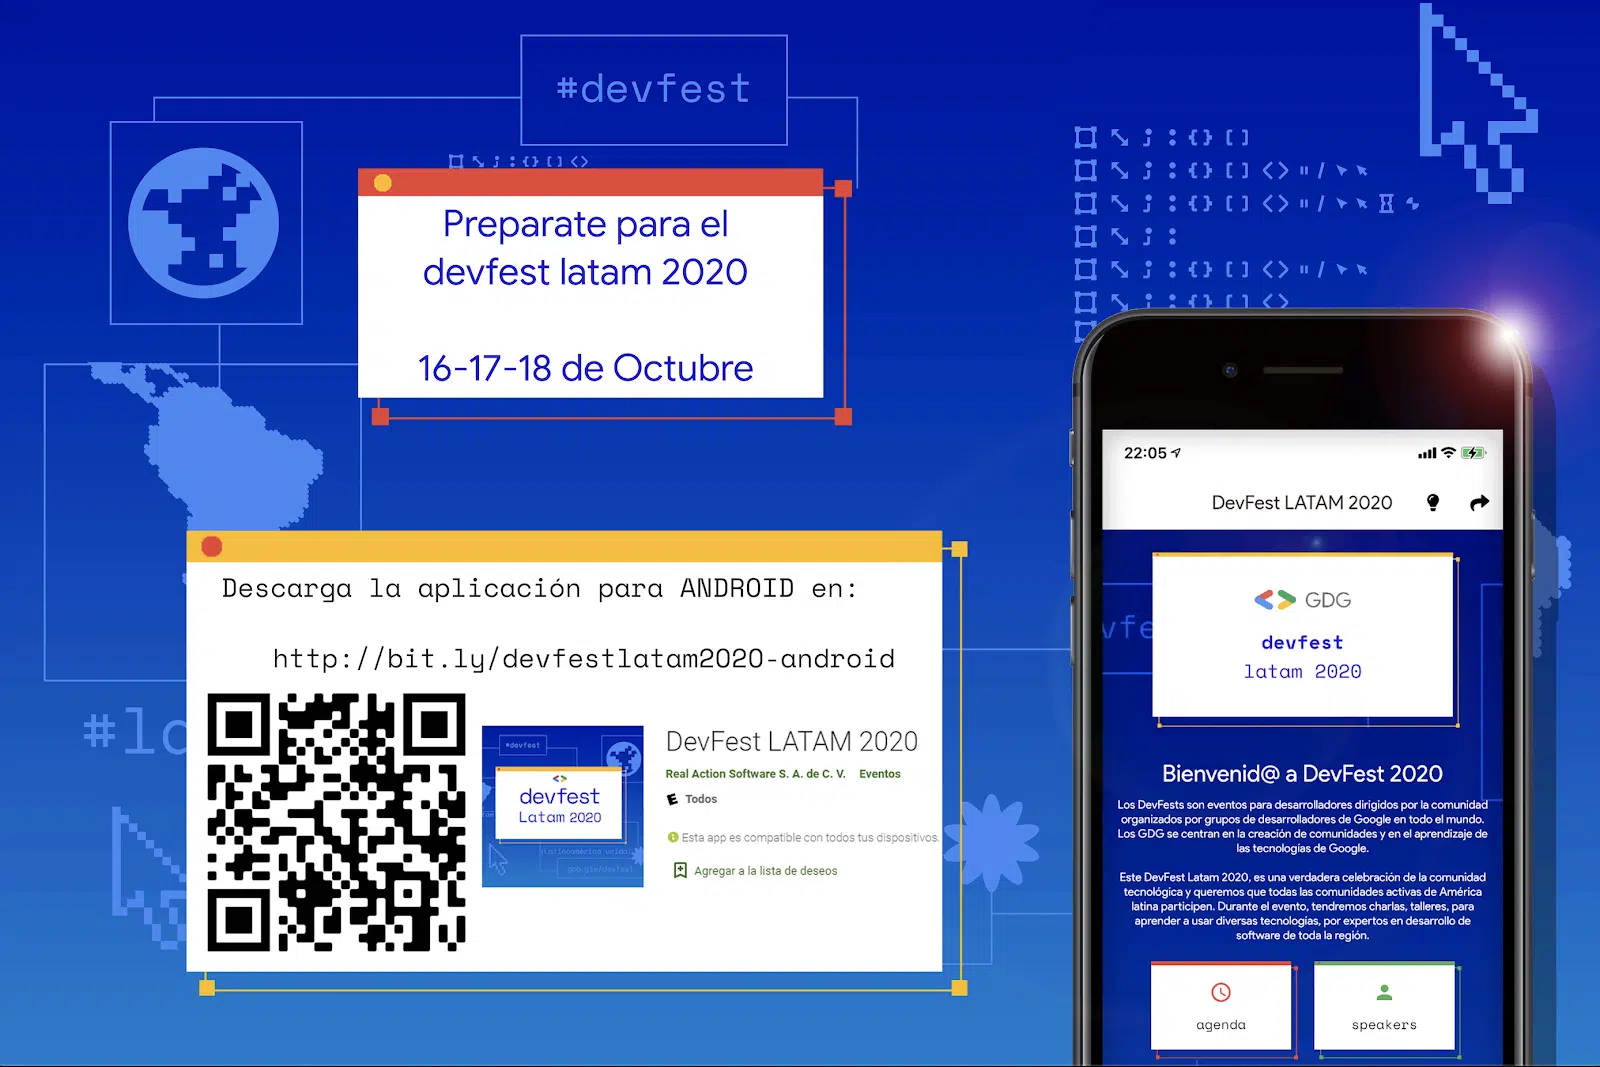 #devfest
Preparate para el
devfest latam 2020
16-17-18 de Octubre
Descarga la aplicación para ANDROID en:
http://bit.ly/devfestlatam2020-android
#lo
#devfest
devfest
Latam 2020
goo.gle/devfest
DevFest LATAM 2020
Real Action Software S. A. de C. V. Eventos
E Todos
Esta app es compatible con todos tus dispositivos.
Agregar a la lista de deseos
22:05
DevFest LATAM 2020
vfe
GDG
devfest
latam 2020
Bienvenid@ a DevFest 2020
Los DevFests son eventos para desarrolladores dirigidos por la comunidad
organizados por grupos de desarrolladores de Google en todo el mundo.
Los GDG se centran en la creación de comunidades y en el aprendizaje de
las tecnologías de Google.
Este DevFest Latam 2020, es una verdadera celebración de la comunidad
tecnológica y queremos que todas las comunidades activas de América
latina participen. Durante el evento, tendremos charlas, talleres, para
aprender a usar diversas tecnologías, por expertos en desarrollo de
software de toda la región.
agenda
speakers